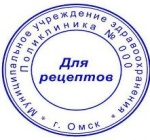 Муниципальное учреждение здравоохранения
Поликлиника № 000
Для
рецептов
* г. Омск *